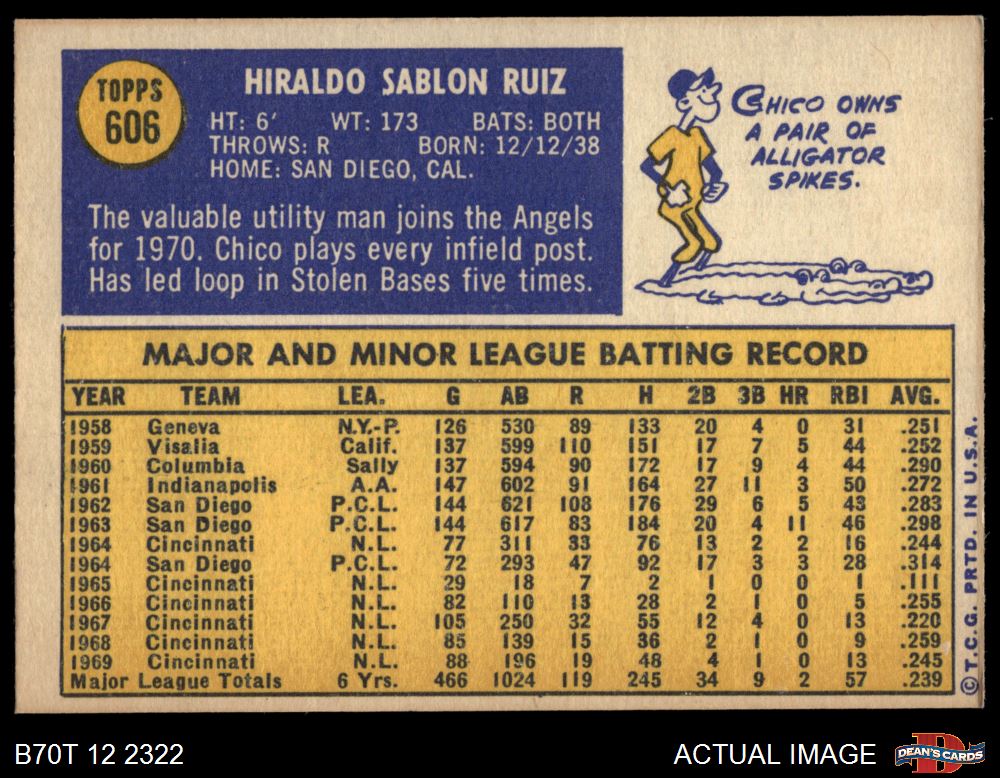 TOPPS
606
HIRALDO SABLON RUIZ
HT: 6' WT: 173 BATS: BOTH
THROWS: R BORN: 12/12/38
HOME: SAN DIEGO, CAL.
The valuable utility man joins the Angels
for 1970. Chico plays every infield post.
Has led loop in Stolen Bases five times.
CHICO OWNS
A PAIR OF
ALLIGATOR
SPIKES.
MAJOR AND MINOR LEAGUE BATTING RECORD
YEAR TEAM LEA. G AB R H 2B 3B HR RBI AVG.
1958 Geneva N.Y.-P. 126 530 89 133 20 4 0 31 .251
1959 Visalia Calif. 137 599 110 151 17 7 5 44 .252
1960 Columbia Sally 137 594 90 172 17 9 4 44 .290
1961 Indianapolis A.A. 147 602 91 164 27 11 3 50 .272
1962 San Diego P.C.L. 144 621 108 176 29 6 5 43 .283
1963 San Diego P.C.L. 144 617 83 184 20 4 11 46 .298
1964 Cincinnati N.L. 77 311 33 76 13 2 2 16 .244
1964 San Diego P.C.L. 72 293 47 92 17 3 3 28 .314
1965 Cincinnati N.L. 29 18 7 2 1 0 0 1 .111
1966 Cincinnati N.L. 82 110 13 28 2 1 0 5 .255
1967 Cincinnati N.L. 105 250 32 55 12 4 0 13 .220
1968 Cincinnati N.L. 85 139 15 36 2 1 0 9 .259
1969 Cincinnati N.L. 88 196 19 48 4 1 0 13 .245
Major League Totals 6 Yrs. 466 1024 119 245 34 9 2 57 .239
© T.C.G. PRTD. IN U.S.A.
B70T 12 2322
ACTUAL IMAGE
DEAN'S CARDS